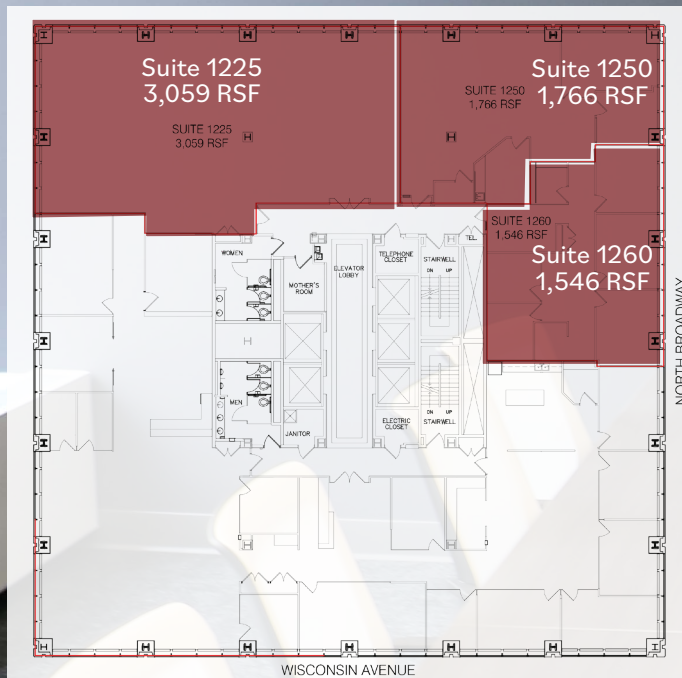 Suite 1225
3,059 RSF
SUITE 1225
3,059 RSF
Suite 1250
1,766 RSF
SUITE 1250
1,766 RSF
SUITE 1260
1,546 RSF
Suite 1260
1,546 RSF
WOMEN
MOTHER'S
ROOM
ELEVATOR
LOBBY
TELEPHONE
CLOSET
STAIRWELL
DN UP
TEL.
MEN
JANITOR
ELECTRIC
CLOSET
DN UP
STAIRWELL
NORTH BROADWAY
WISCONSIN AVENUE